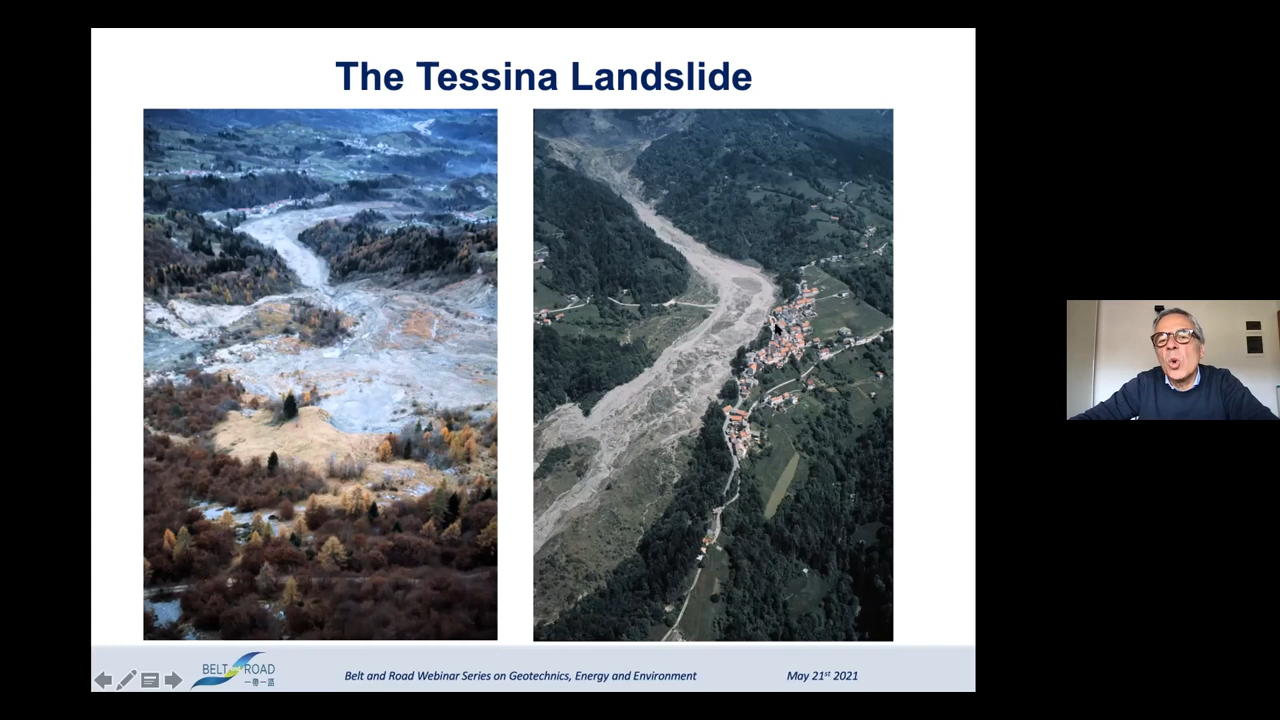 The Tessina Landslide
BELT AND ROAD
一帶一路
Belt and Road Webinar Series on Geotechnics, Energy and Environment
May 21st 2021